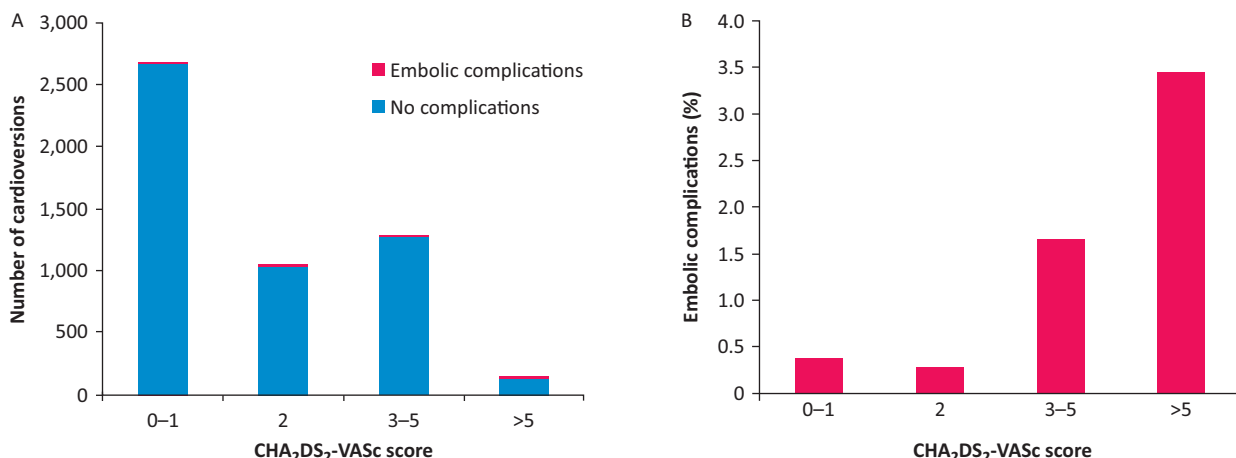 A
3,000
2,500
2,000
1,500
1,000
500
0
Number of cardioversions
Embolic complications
No complications
0–1 2 3–5 >5
CHA₂DS₂-VASc score
B
4.0
3.5
3.0
2.5
2.0
1.5
1.0
0.5
0
Embolic complications (%)
0–1 2 3–5 >5
CHA₂DS₂-VASc score